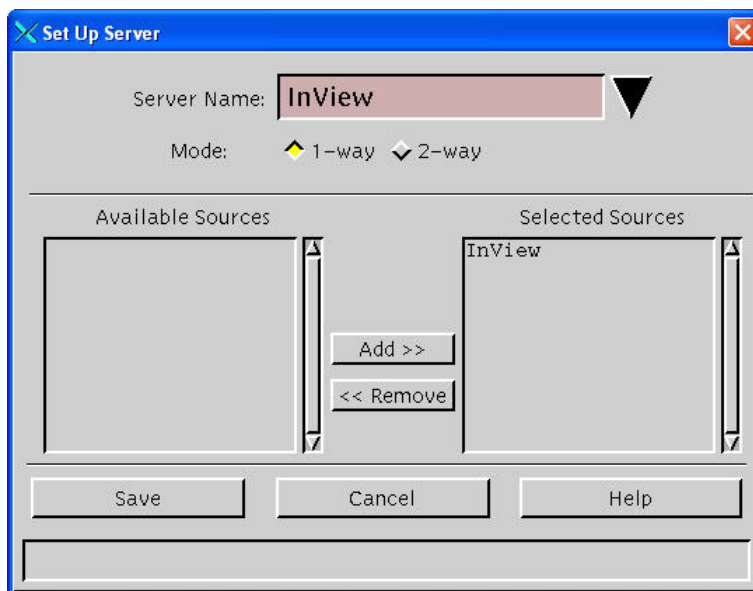 Set Up Server
Server Name: InView
Mode: 1-way 2-way
Available Sources Selected Sources
InView
Add >>
<< Remove
Save Cancel Help